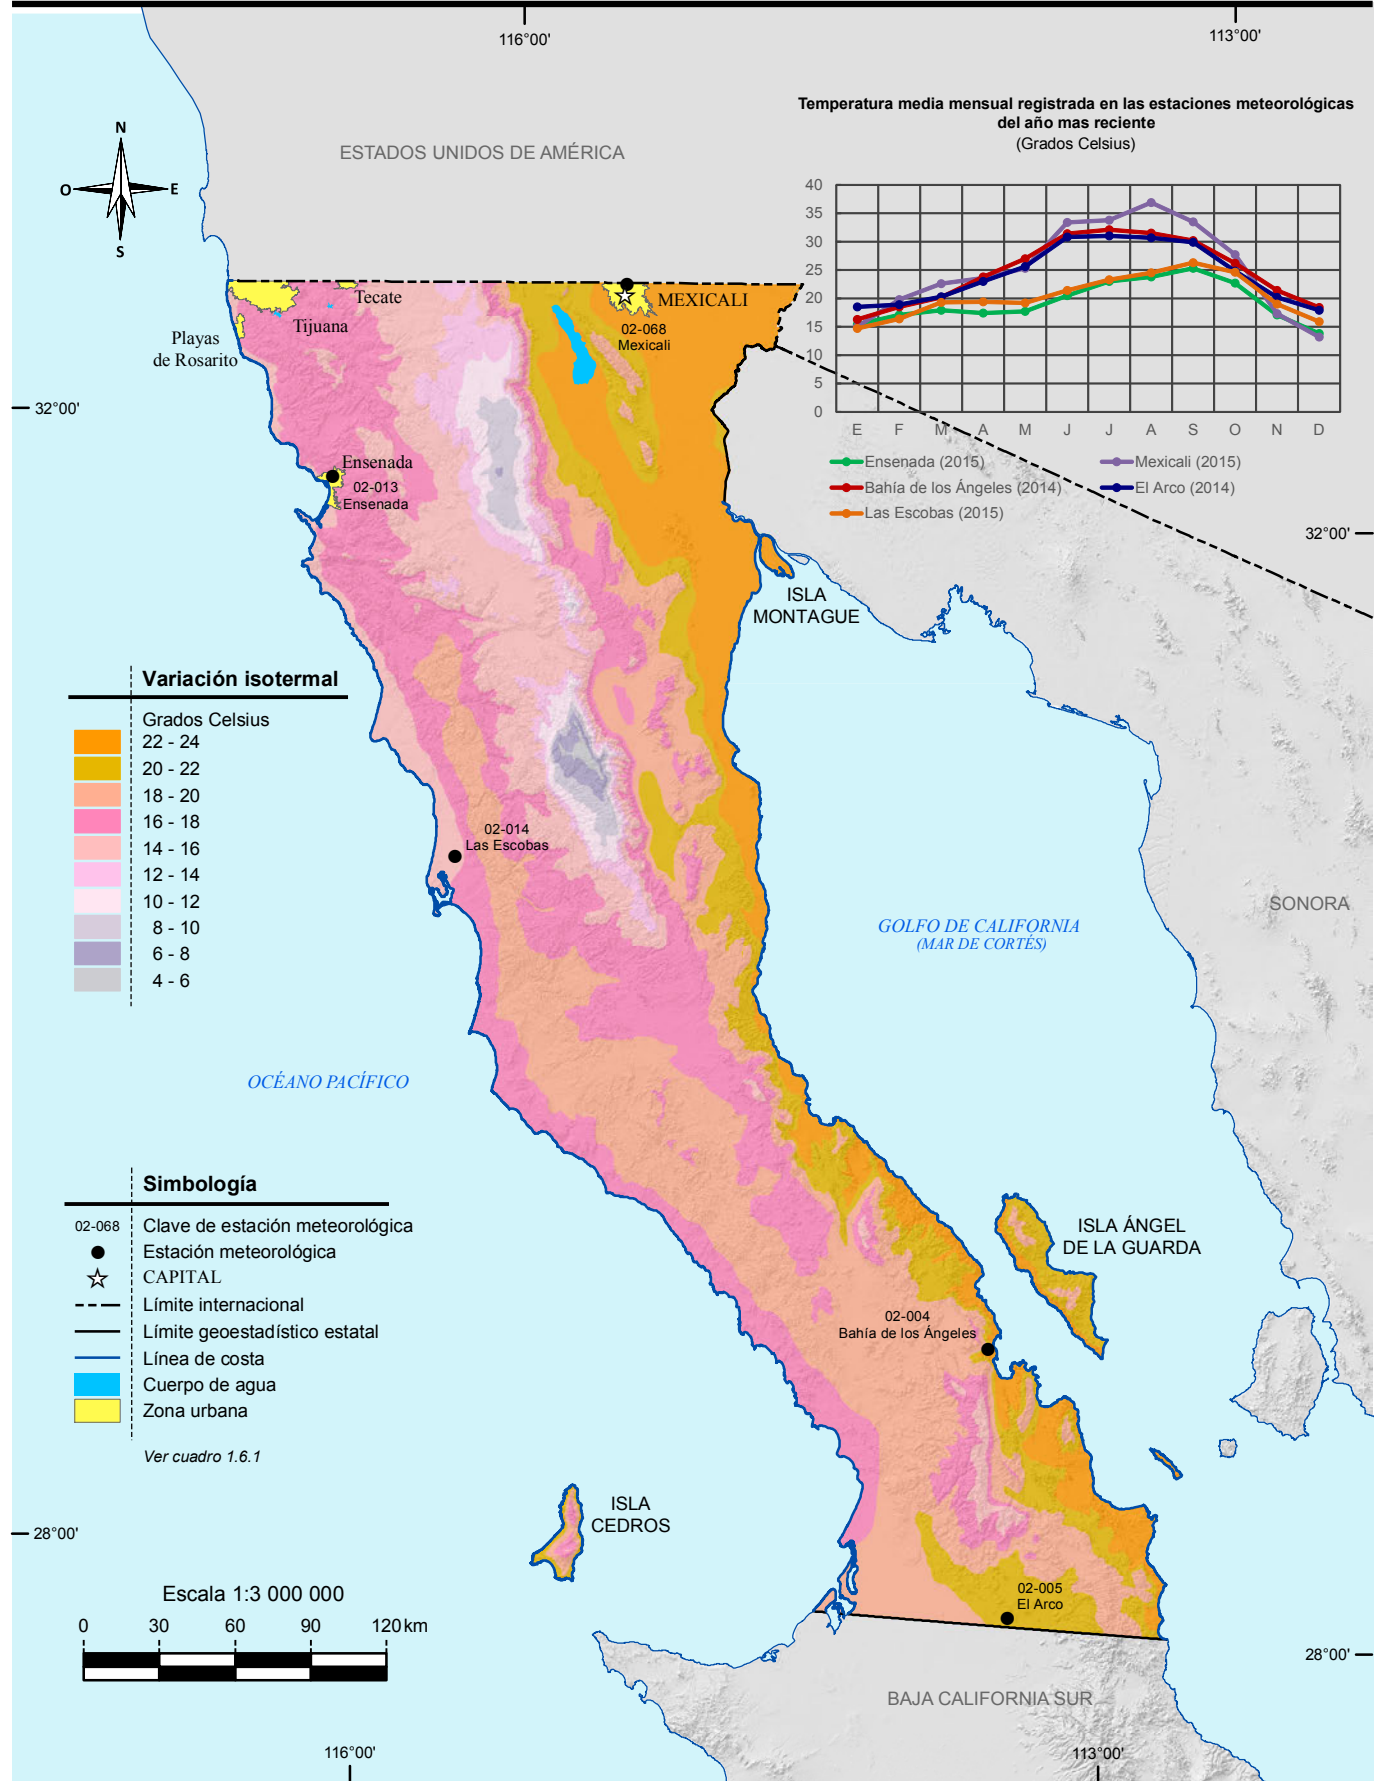 116°00'
113°00'
Temperatura media mensual registrada en las estaciones meteorológicas
del año mas reciente
(Grados Celsius)
40
35
30
25
20
15
10
5
0
E F M A M J J A S O N D
Ensenada (2015)
Mexicali (2015)
Bahía de los Ángeles (2014)
El Arco (2014)
Las Escobas (2015)
N
O
E
S
ESTADOS UNIDOS DE AMÉRICA
Tecate
MEXICALI
Tijuana
02-068
Mexicali
Playas
de Rosarito
32°00'
Ensenada
02-013
Ensenada
32°00'
ISLA
MONTAGUE
Variación isotermal
Grados Celsius
22 - 24
20 - 22
18 - 20
16 - 18
14 - 16
12 - 14
10 - 12
8 - 10
6 - 8
4 - 6
02-014
Las Escobas
SONORA
GOLFO DE CALIFORNIA
(MAR DE CORTÉS)
OCÉANO PACÍFICO
Simbología
02-068 Clave de estación meteorológica
Estación meteorológica
CAPITAL
Límite internacional
Límite geoestadístico estatal
Línea de costa
Cuerpo de agua
Zona urbana
Ver cuadro 1.6.1
ISLA ÁNGEL
DE LA GUARDA
02-004
Bahía de los Ángeles
ISLA
CEDROS
28°00'
Escala 1:3 000 000
0 30 60 90 120 km
02-005
El Arco
28°00'
BAJA CALIFORNIA SUR
116°00'
113°00'